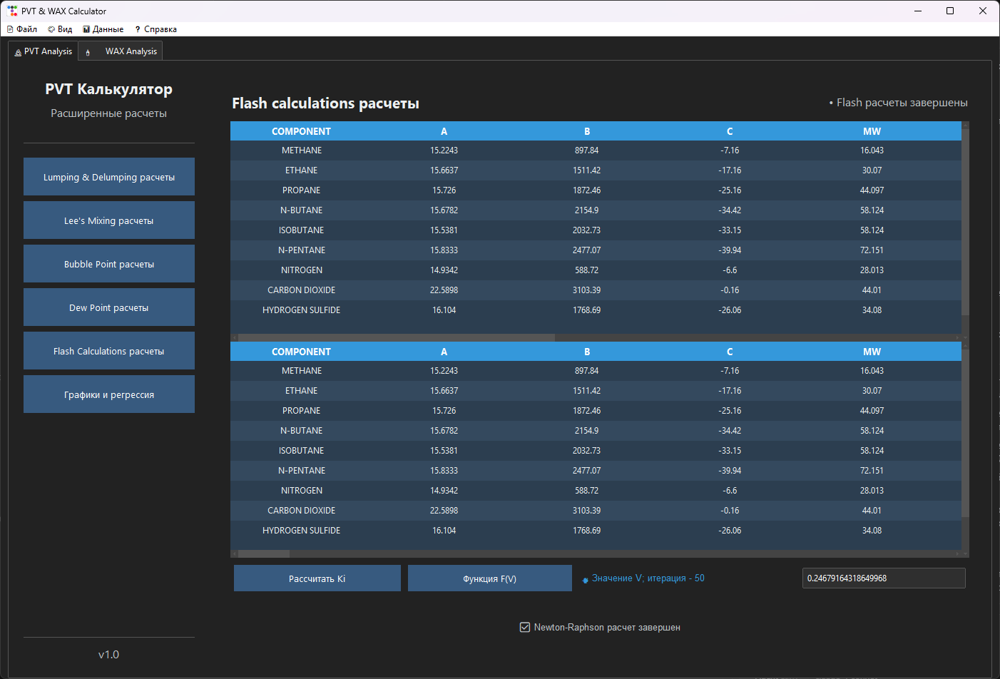 PVT & WAX Calculator
Файл Вид Данные ? Справка
PVT Analysis WAX Analysis
PVT Калькулятор
Расширенные расчеты
Lumping & Delumping расчеты
Lee's Mixing расчеты
Bubble Point расчеты
Dew Point расчеты
Flash Calculations расчеты
Графики и регрессия
v1.0
Flash calculations расчеты
• Flash расчеты завершены
COMPONENT A B C MW
METHANE 15.2243 897.84 -7.16 16.043
ETHANE 15.6637 1511.42 -17.16 30.07
PROPANE 15.726 1872.46 -25.16 44.097
N-BUTANE 15.6782 2154.9 -34.42 58.124
ISOBUTANE 15.5381 2032.73 -33.15 58.124
N-PENTANE 15.8333 2477.07 -39.94 72.151
NITROGEN 14.9342 588.72 -6.6 28.013
CARBON DIOXIDE 22.5898 3103.39 -0.16 44.01
HYDROGEN SULFIDE 16.104 1768.69 -26.06 34.08
COMPONENT A B C MW
METHANE 15.2243 897.84 -7.16 16.043
ETHANE 15.6637 1511.42 -17.16 30.07
PROPANE 15.726 1872.46 -25.16 44.097
N-BUTANE 15.6782 2154.9 -34.42 58.124
ISOBUTANE 15.5381 2032.73 -33.15 58.124
N-PENTANE 15.8333 2477.07 -39.94 72.151
NITROGEN 14.9342 588.72 -6.6 28.013
CARBON DIOXIDE 22.5898 3103.39 -0.16 44.01
HYDROGEN SULFIDE 16.104 1768.69 -26.06 34.08
Рассчитать Ki Функция F(V) Значение V; итерация - 50 0.24679164318649968
Newton-Raphson расчет завершен